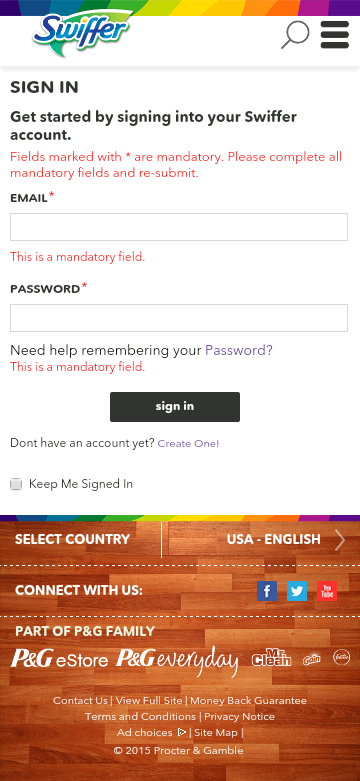 Swiffer
SIGN IN
Get started by signing into your Swiffer
account.
Fields marked with * are mandatory. Please complete all
mandatory fields and re-submit.
EMAIL*
This is a mandatory field.
PASSWORD*
Need help remembering your Password?
This is a mandatory field.
sign in
Dont have an account yet? Create One!
Keep Me Signed In
SELECT COUNTRY
USA - ENGLISH
CONNECT WITH US:
f
You
Tube
PART OF P&G FAMILY
P&G eStore P&G everyday MR. Clean
Contact Us | View Full Site | Money Back Guarantee
Terms and Conditions | Privacy Notice
Ad choices | Site Map |
© 2015 Procter & Gamble